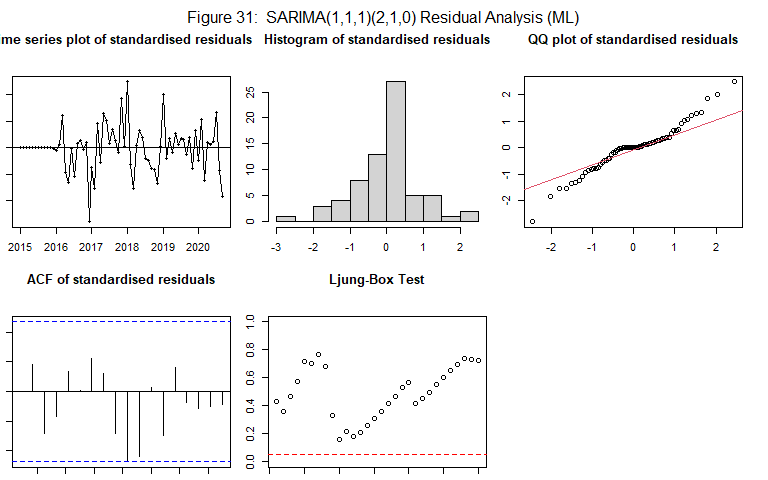 Figure 31:  SARIMA(1,1,1)(2,1,0) Residual Analysis (ML)
me series plot of standardised residuals
2015 2016 2017 2018 2019 2020
Histogram of standardised residuals
25
20
15
10
5
0
-3 -2 -1 0 1 2
QQ plot of standardised residuals
2
1
0
-1
-2
-2 -1 0 1 2
ACF of standardised residuals
Ljung-Box Test
1.0
0.8
0.6
0.4
0.2
0.0